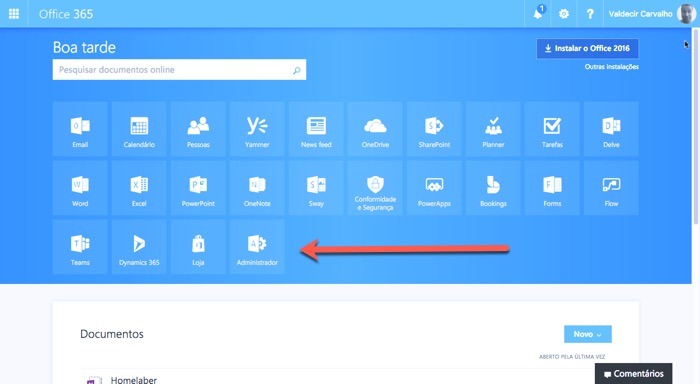 Office 365
1
Valdecir Carvalho
Boa tarde
Instalar o Office 2016
Pesquisar documentos online
Outras instalações
Email
Calendário
Pessoas
Yammer
News feed
OneDrive
SharePoint
Planner
Tarefas
Delve
Word
Excel
PowerPoint
OneNote
Sway
Conformidade
e Segurança
PowerApps
Bookings
Forms
Flow
Teams
Dynamics 365
Loja
Administrador
Documentos
Novo
ABERTO PELA ÚLTIMA VEZ
Homelaber
Comentários